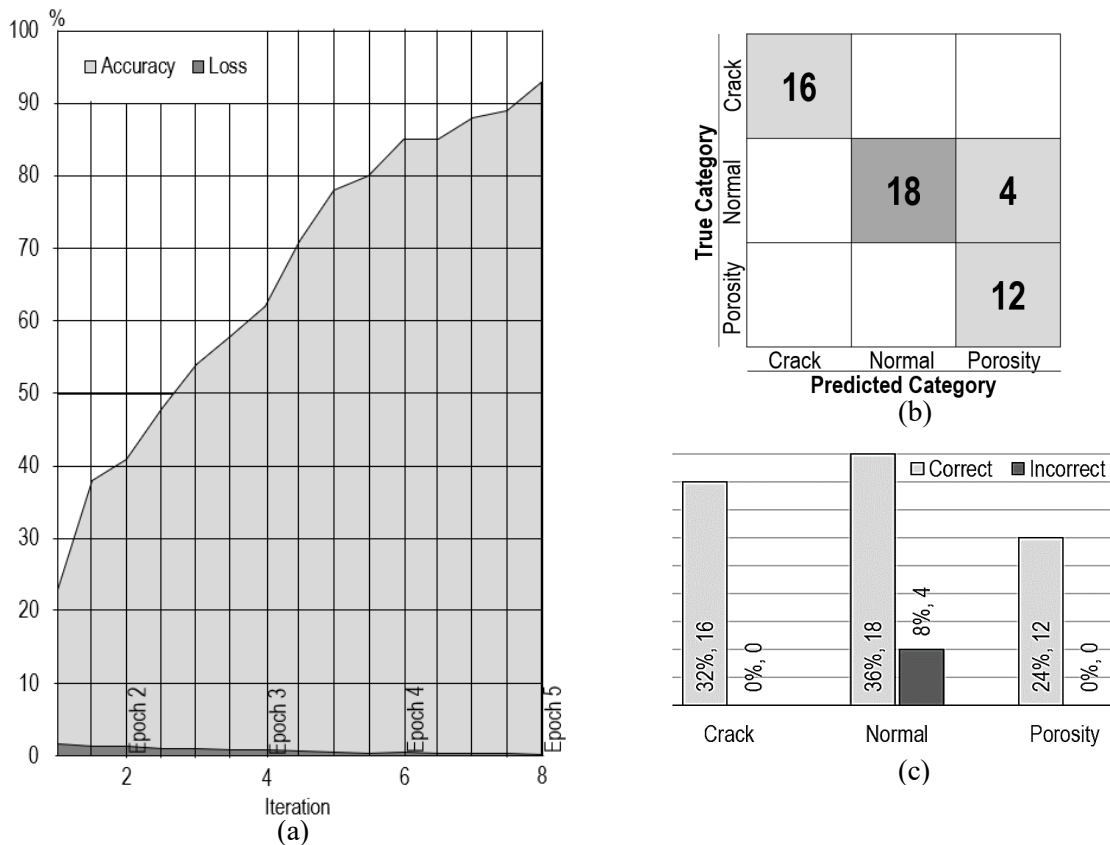 %
100
90
80
70
60
50
40
30
20
10
0
Accuracy Loss
Epoch 2
Epoch 3
Epoch 4
Epoch 5
2 4 6 8
Iteration
(a)
True Category
Crack
Normal
Porosity
16
18 4
12
Crack Normal Porosity
Predicted Category
(b)
Correct Incorrect
32%, 16
0%, 0
36%, 18
8%, 4
24%, 12
0%, 0
Crack Normal Porosity
(c)